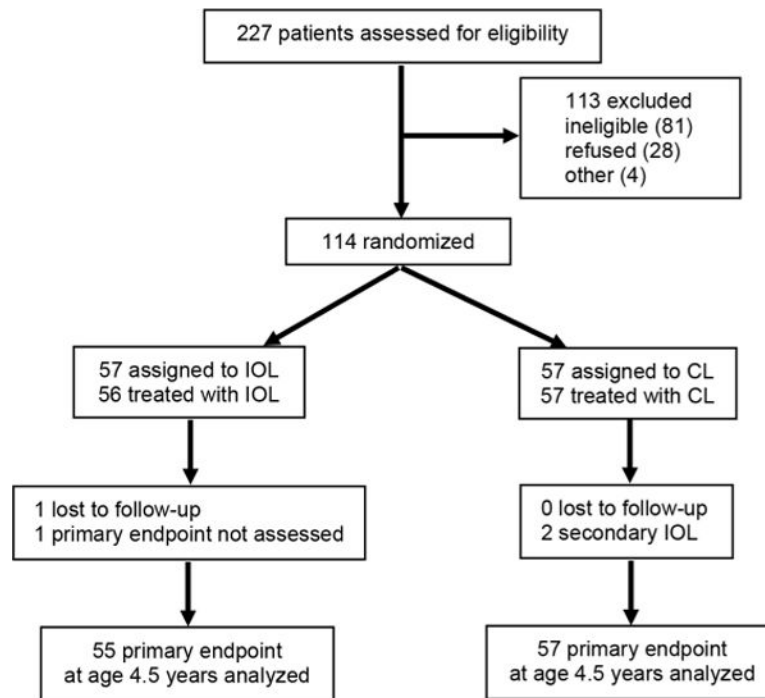 227 patients assessed for eligibility
113 excluded
ineligible (81)
refused (28)
other (4)
114 randomized
57 assigned to IOL
56 treated with IOL
57 assigned to CL
57 treated with CL
1 lost to follow-up
1 primary endpoint not assessed
0 lost to follow-up
2 secondary IOL
55 primary endpoint
at age 4.5 years analyzed
57 primary endpoint
at age 4.5 years analyzed